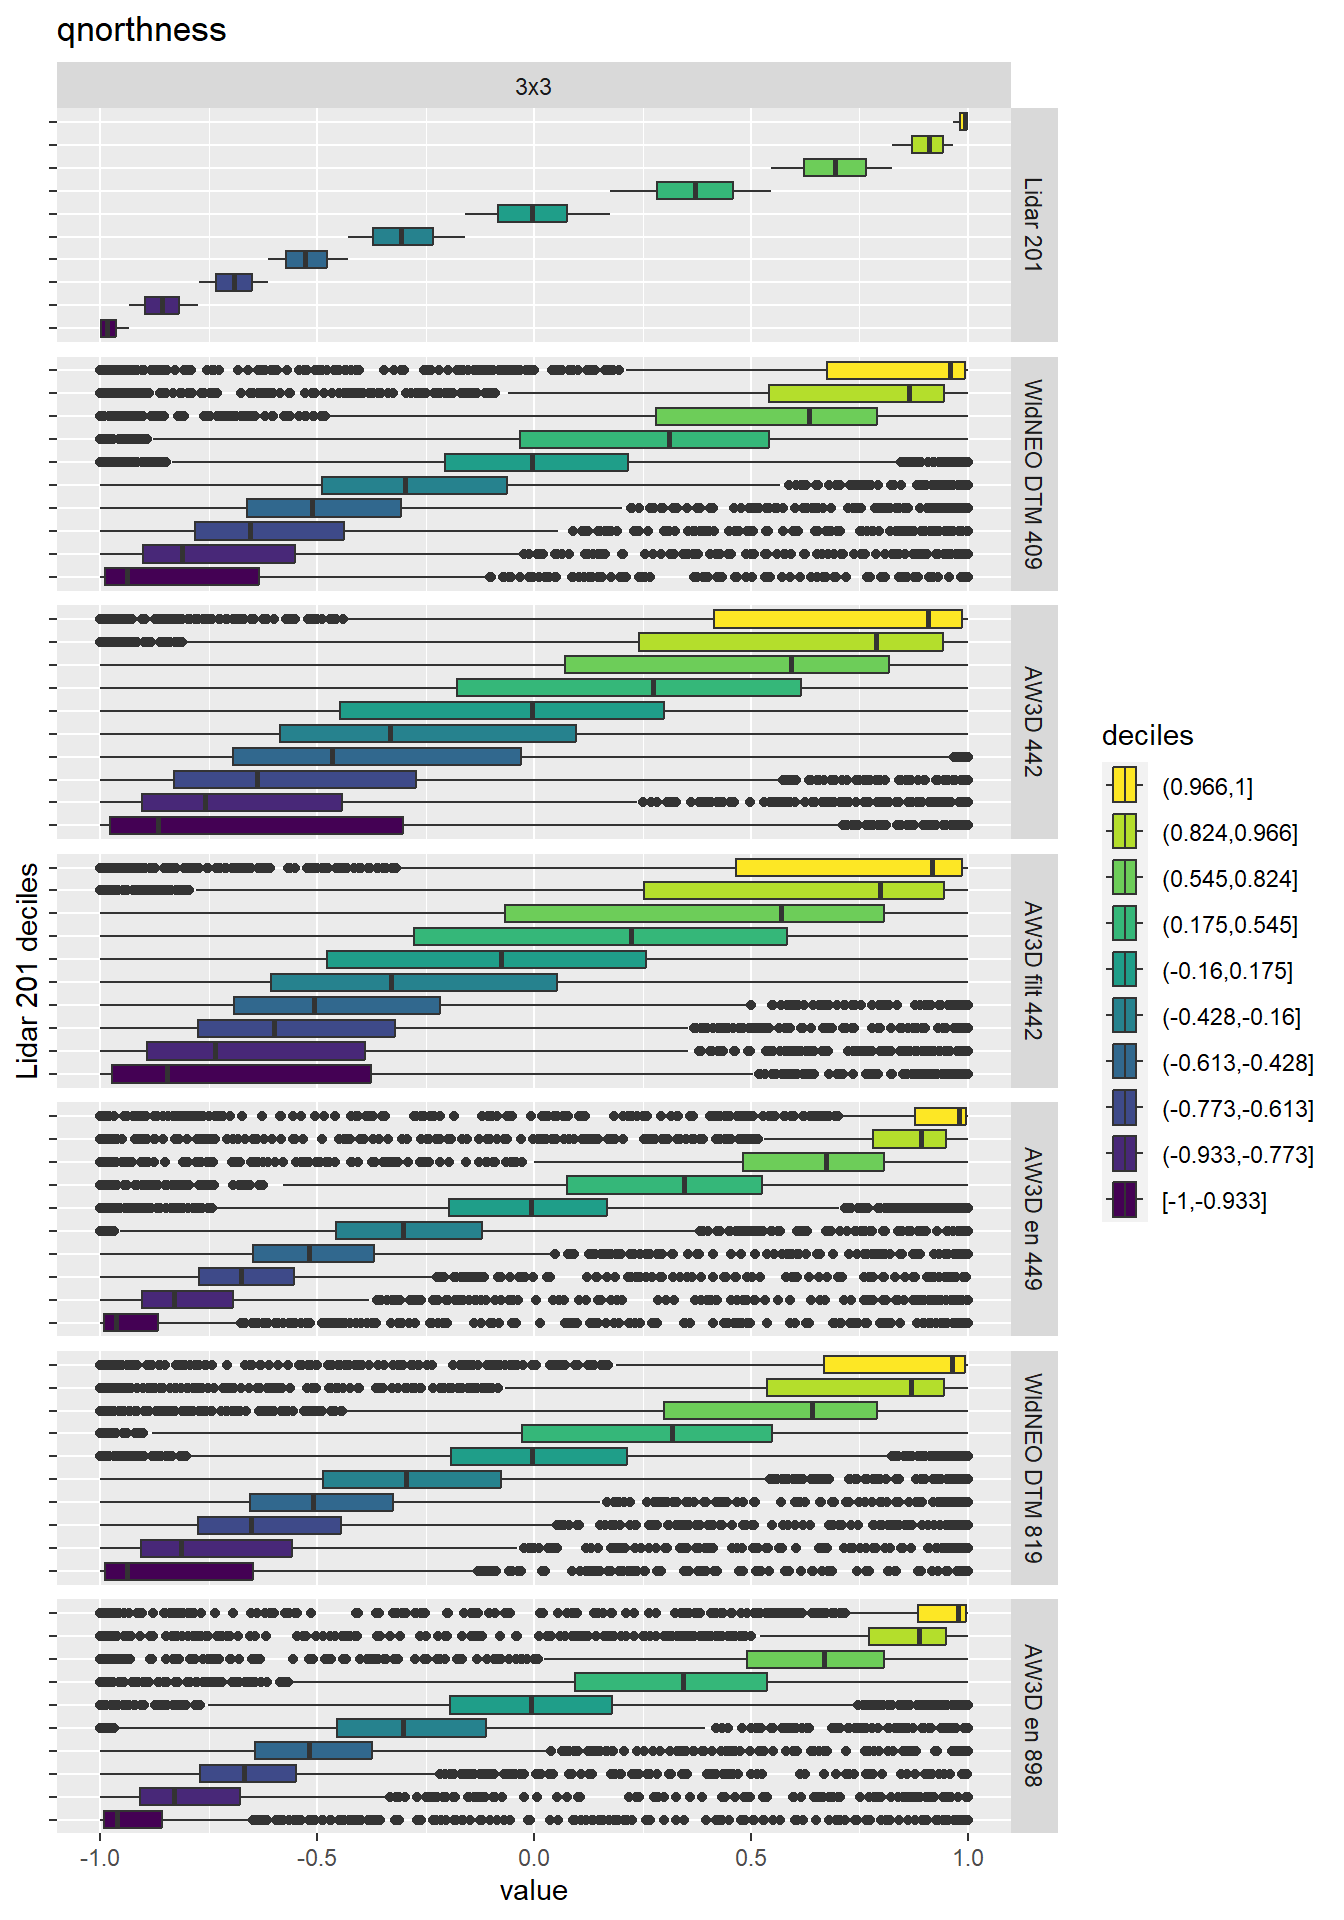 qnorthness
3x3
Lidar 201
WldNEO DTM 409
AW3D 442
AW3D filt 442
AW3D en 449
WldNEO DTM 819
AW3D en 898
Lidar 201 deciles
-1.0
-0.5
0.0
0.5
1.0
value
deciles
(0.966,1]
(0.824,0.966]
(0.545,0.824]
(0.175,0.545]
(-0.16,0.175]
(-0.428,-0.16]
(-0.613,-0.428]
(-0.773,-0.613]
(-0.933,-0.773]
[-1,-0.933]